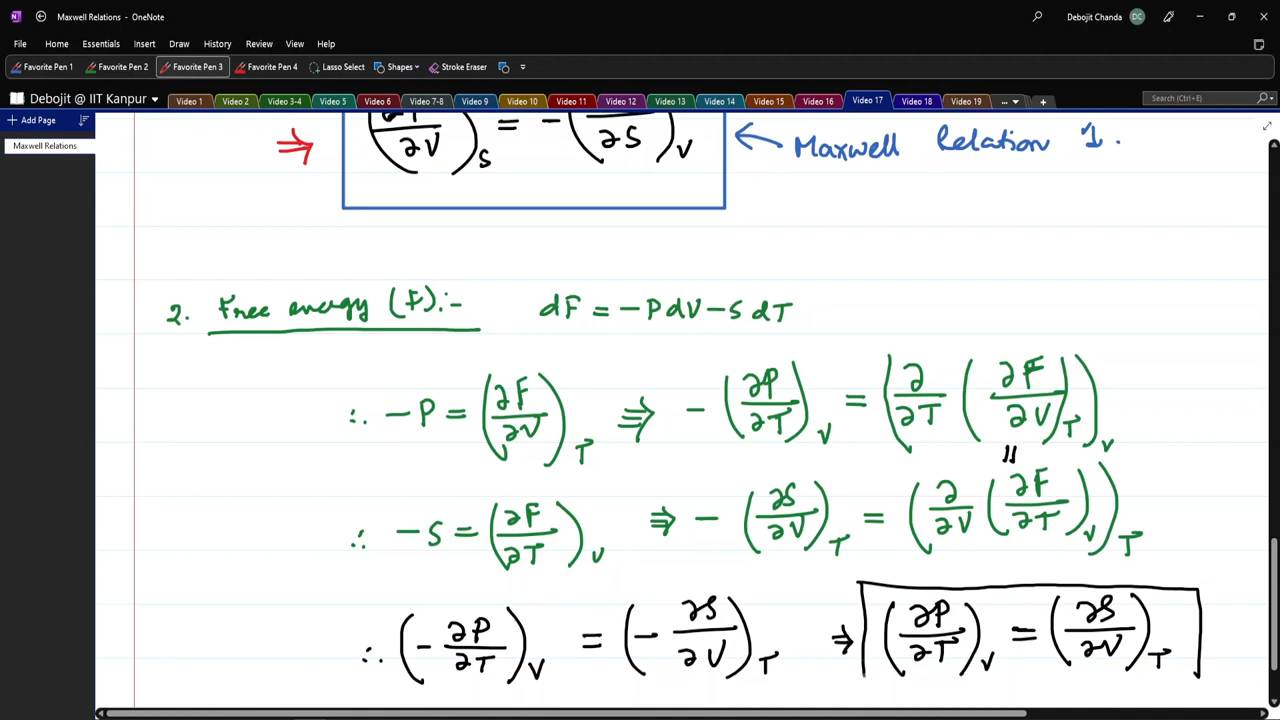 Maxwell Relations - OneNote
Debojit Chanda DC
File Home Essentials Insert Draw History Review View Help
Favorite Pen 1 Favorite Pen 2 Favorite Pen 3 Favorite Pen 4 Lasso Select Shapes Stroke Eraser
Debojit @ IIT Kanpur Video 1 Video 2 Video 3-4 Video 5 Video 6 Video 7-8 Video 9 Video 10 Video 11 Video 12 Video 13 Video 14 Video 15 Video 16 Video 17 Video 18 Video 19 ... + Search (Ctrl+E)
+ Add Page
Maxwell Relations
⇒ (∂T/∂V)_S = -(∂P/∂S)_V ← Maxwell Relation 1.
2. Free energy (F):- dF = -PdV - SdT
∴ -P = (∂F/∂V)_T ⇒ -(∂P/∂T)_V = (∂/∂T (∂F/∂V)_T)_V
||
∴ -S = (∂F/∂T)_V ⇒ -(∂S/∂V)_T = (∂/∂V (∂F/∂T)_V)_T
∴ (-∂P/∂T)_V = (-∂S/∂V)_T ⇒ (∂P/∂T)_V = (∂S/∂V)_T